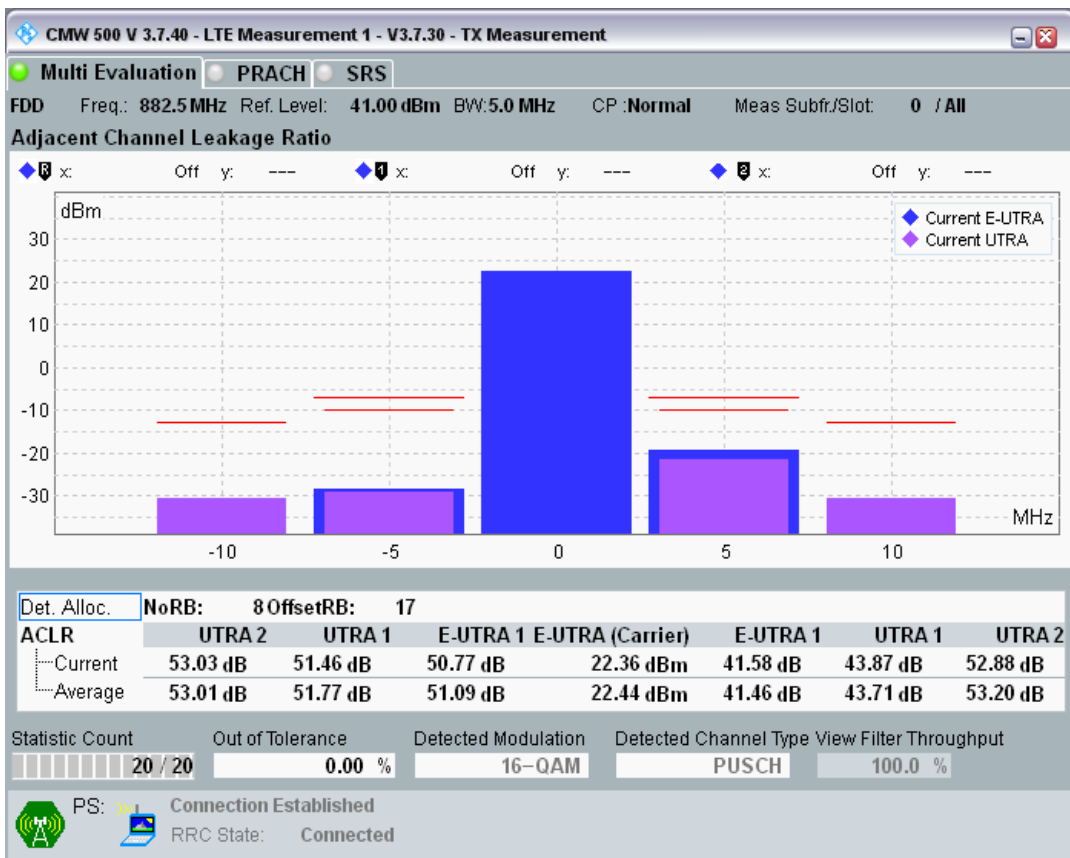 CMW 500 V 3.7.40 - LTE Measurement 1 - V3.7.30 - TX Measurement
Multi Evaluation PRACH SRS
FDD Freq.: 882.5 MHz Ref. Level: 41.00 dBm BW:5.0 MHz CP :Normal Meas Subfr./Slot: 0 / All
Adjacent Channel Leakage Ratio
R x: Off y: --- 1 x: Off y: --- 2 x: Off y: ---
dBm
Current E-UTRA
Current UTRA
30
20
10
0
-10
-20
-30
MHz
-10 -5 0 5 10
Det. Alloc. NoRB: 8 OffsetRB: 17
ACLR UTRA 2 UTRA 1 E-UTRA 1 E-UTRA (Carrier) E-UTRA 1 UTRA 1 UTRA 2
Current 53.03 dB 51.46 dB 50.77 dB 22.36 dBm 41.58 dB 43.87 dB 52.88 dB
Average 53.01 dB 51.77 dB 51.09 dB 22.44 dBm 41.46 dB 43.71 dB 53.20 dB
Statistic Count Out of Tolerance Detected Modulation Detected Channel Type View Filter Throughput
20 / 20 0.00 % 16-QAM PUSCH 100.0 %
PS: Connection Established
RRC State: Connected